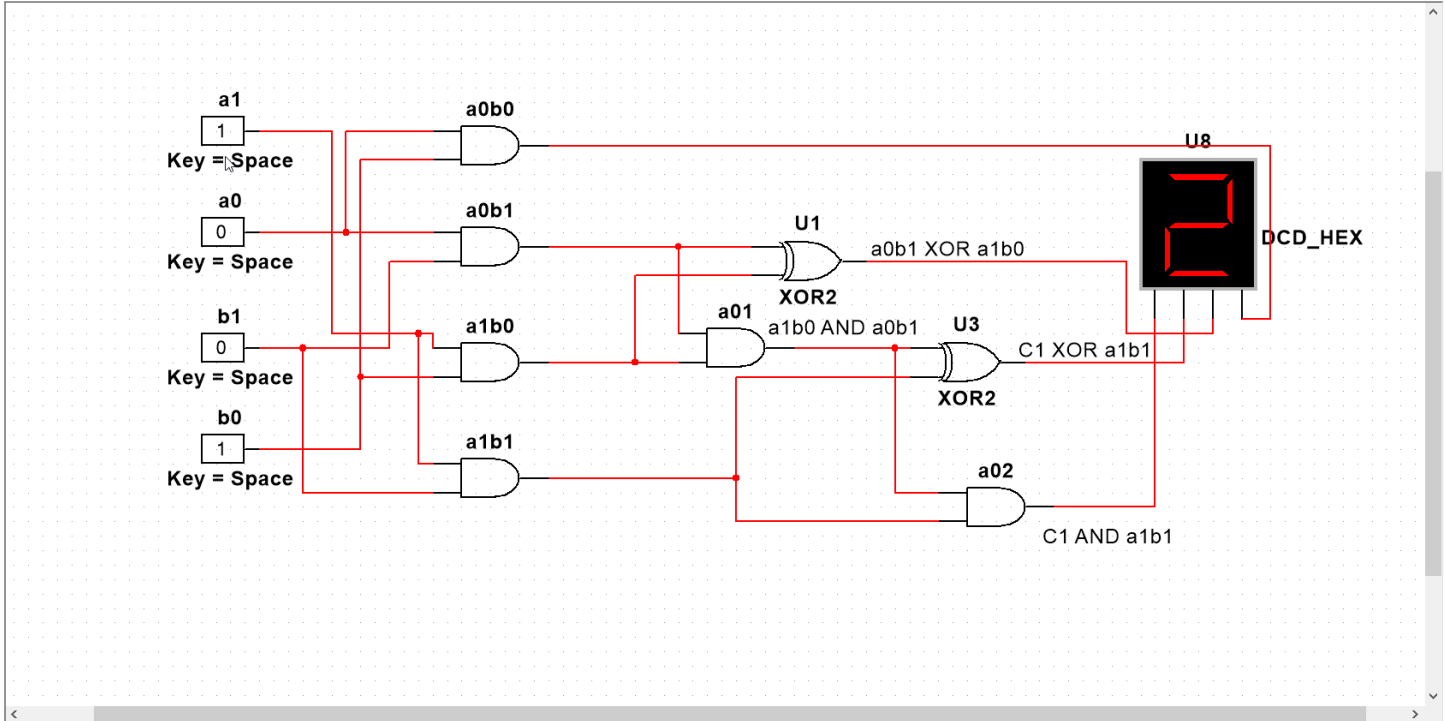 a1
1
Key = Space
a0
0
Key = Space
b1
0
Key = Space
b0
1
Key = Space
a0b0
a0b1
a1b0
a1b1
U1
XOR2
a0b1 XOR a1b0
a01
a1b0 AND a0b1
U3
XOR2
C1 XOR a1b1
a02
C1 AND a1b1
U8
2
DCD_HEX